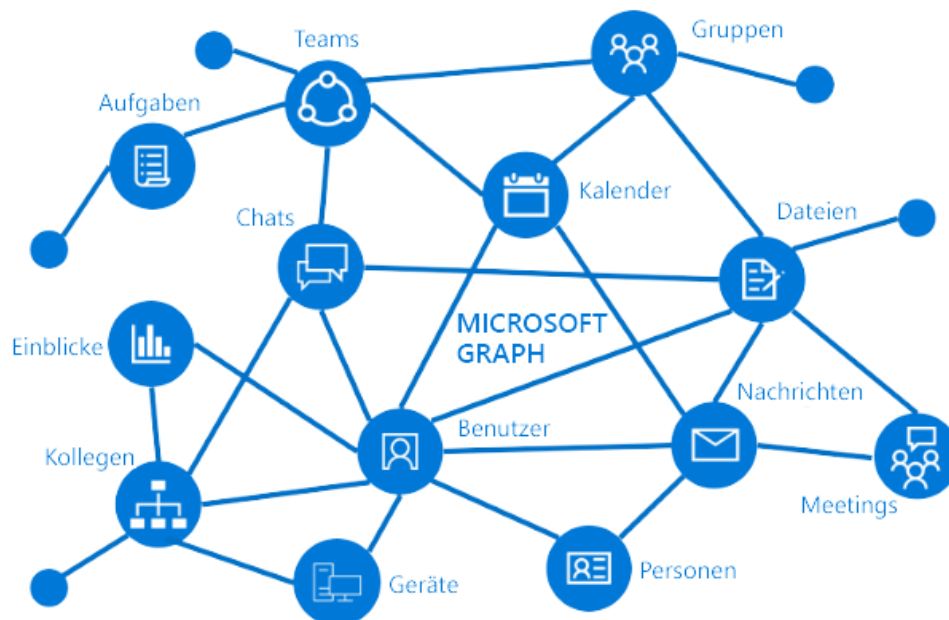 Teams
Gruppen
Aufgaben
Kalender
Chats
Dateien
MICROSOFT
GRAPH
Einblicke
Nachrichten
Benutzer
Kollegen
Meetings
Personen
Geräte